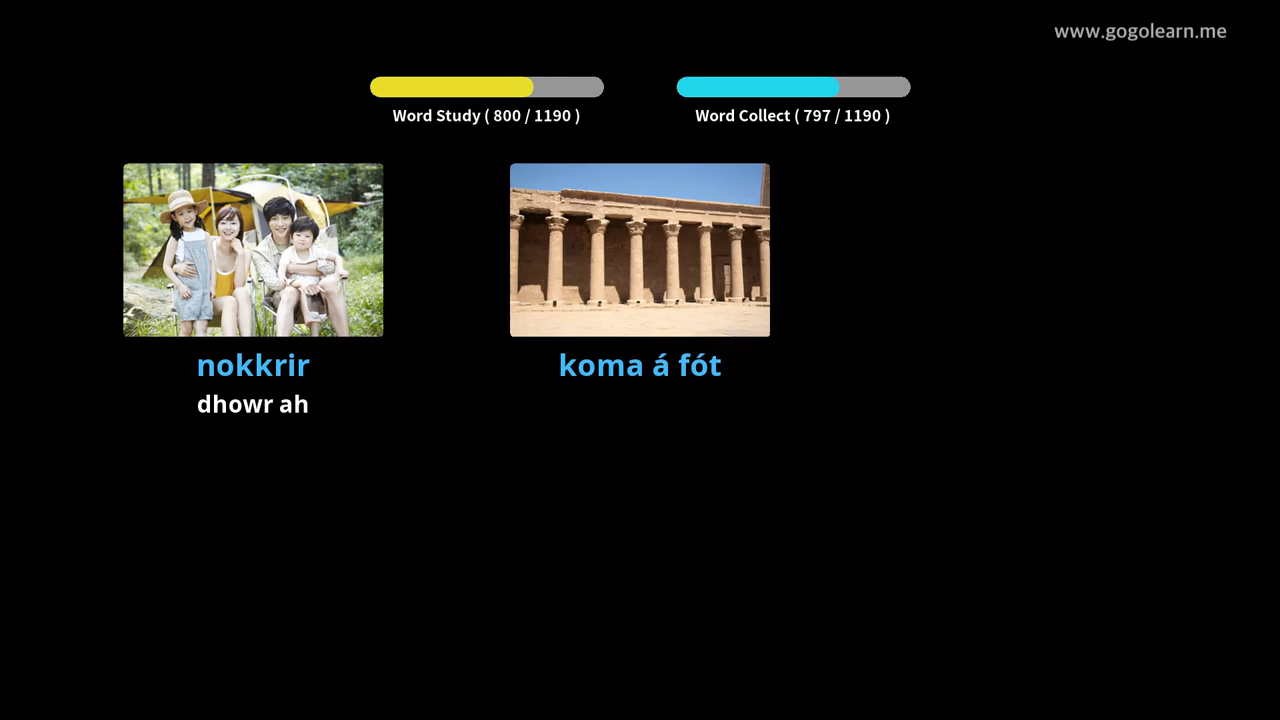 www.gogolearn.me
Word Study ( 800 / 1190 )
Word Collect ( 797 / 1190 )
nokkrir
dhowr ah
koma á fót